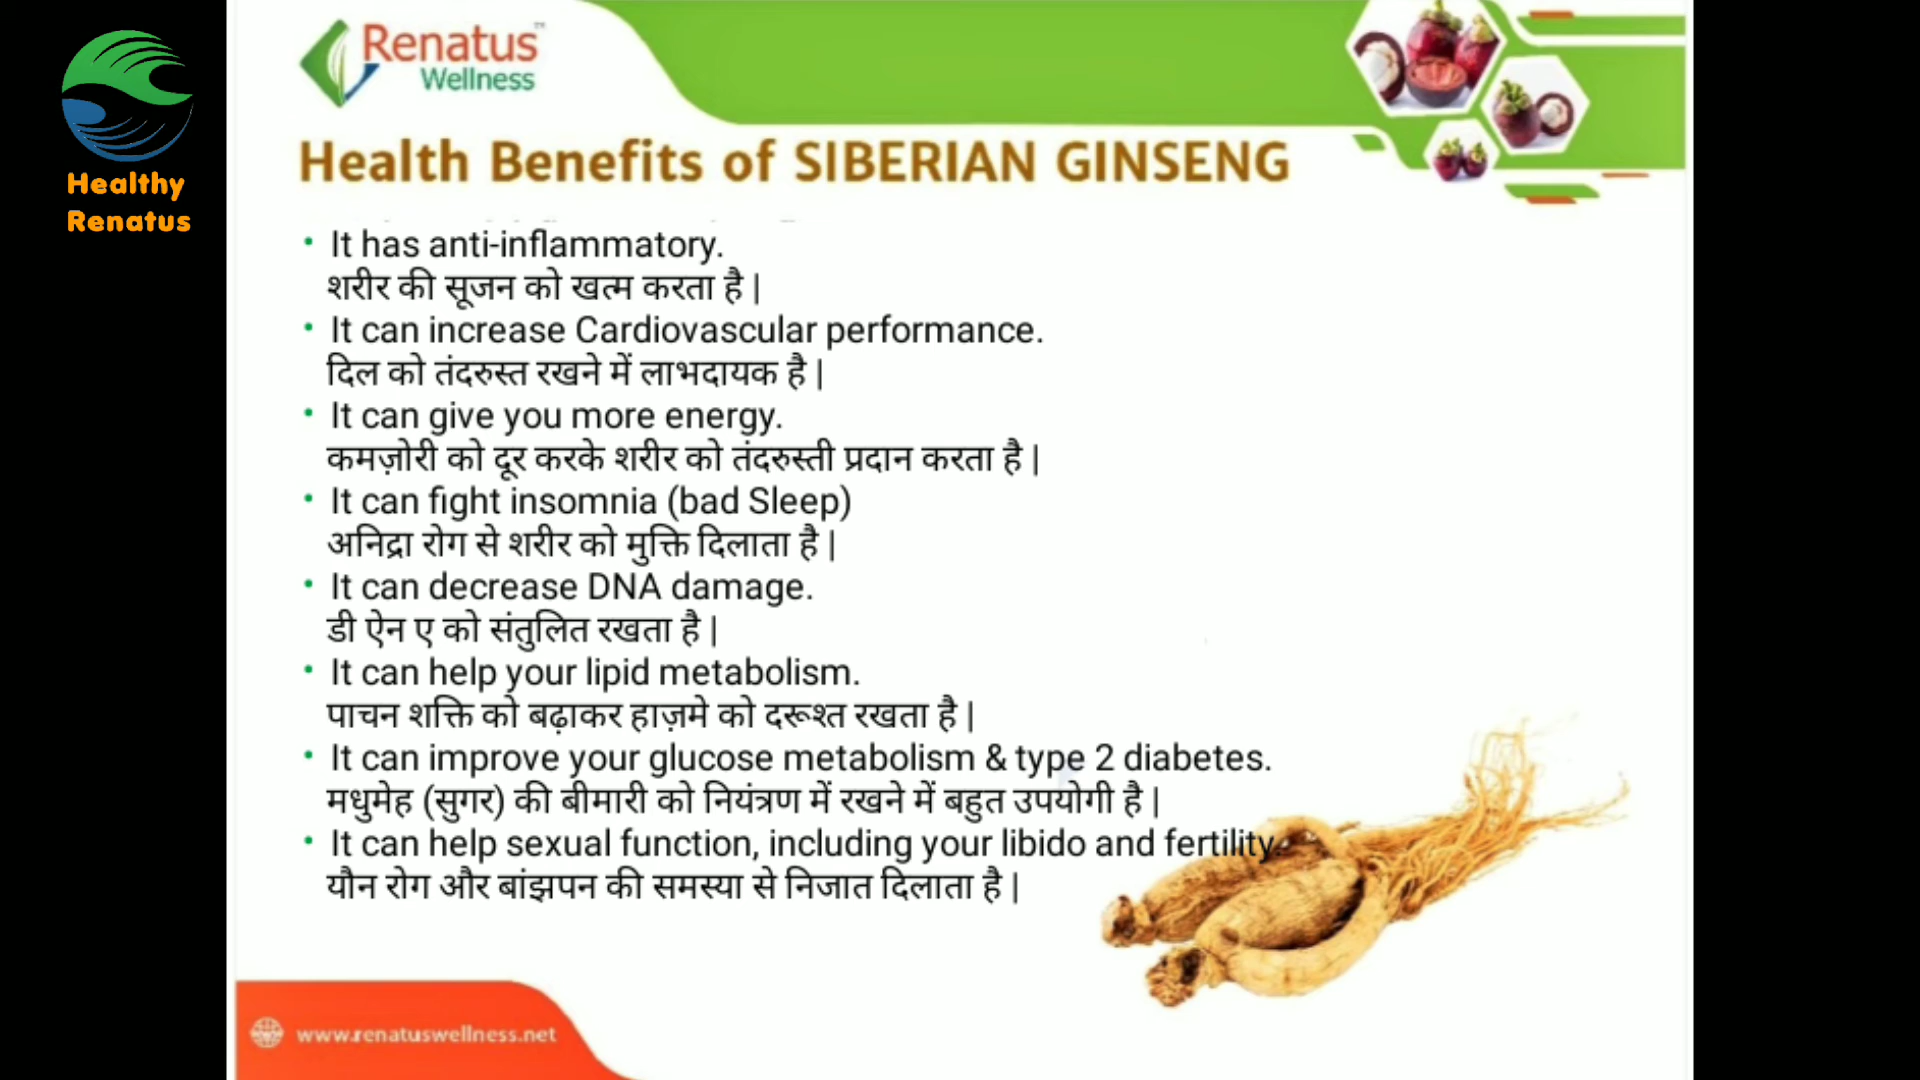 Healthy
Renatus
Renatus™
Wellness
Health Benefits of SIBERIAN GINSENG
• It has anti-inflammatory.
शरीर की सूजन को खत्म करता है |
• It can increase Cardiovascular performance.
दिल को तंदरुस्त रखने में लाभदायक है |
• It can give you more energy.
कमज़ोरी को दूर करके शरीर को तंदरुस्ती प्रदान करता है |
• It can fight insomnia (bad Sleep)
अनिद्रा रोग से शरीर को मुक्ति दिलाता है |
• It can decrease DNA damage.
डी ऐन ए को संतुलित रखता है |
• It can help your lipid metabolism.
पाचन शक्ति को बढ़ाकर हाज़मे को दरूश्त रखता है |
• It can improve your glucose metabolism & type 2 diabetes.
मधुमेह (सुगर) की बीमारी को नियंत्रण में रखने में बहुत उपयोगी है |
• It can help sexual function, including your libido and fertility.
यौन रोग और बांझपन की समस्या से निजात दिलाता है |
www.renatuswellness.net